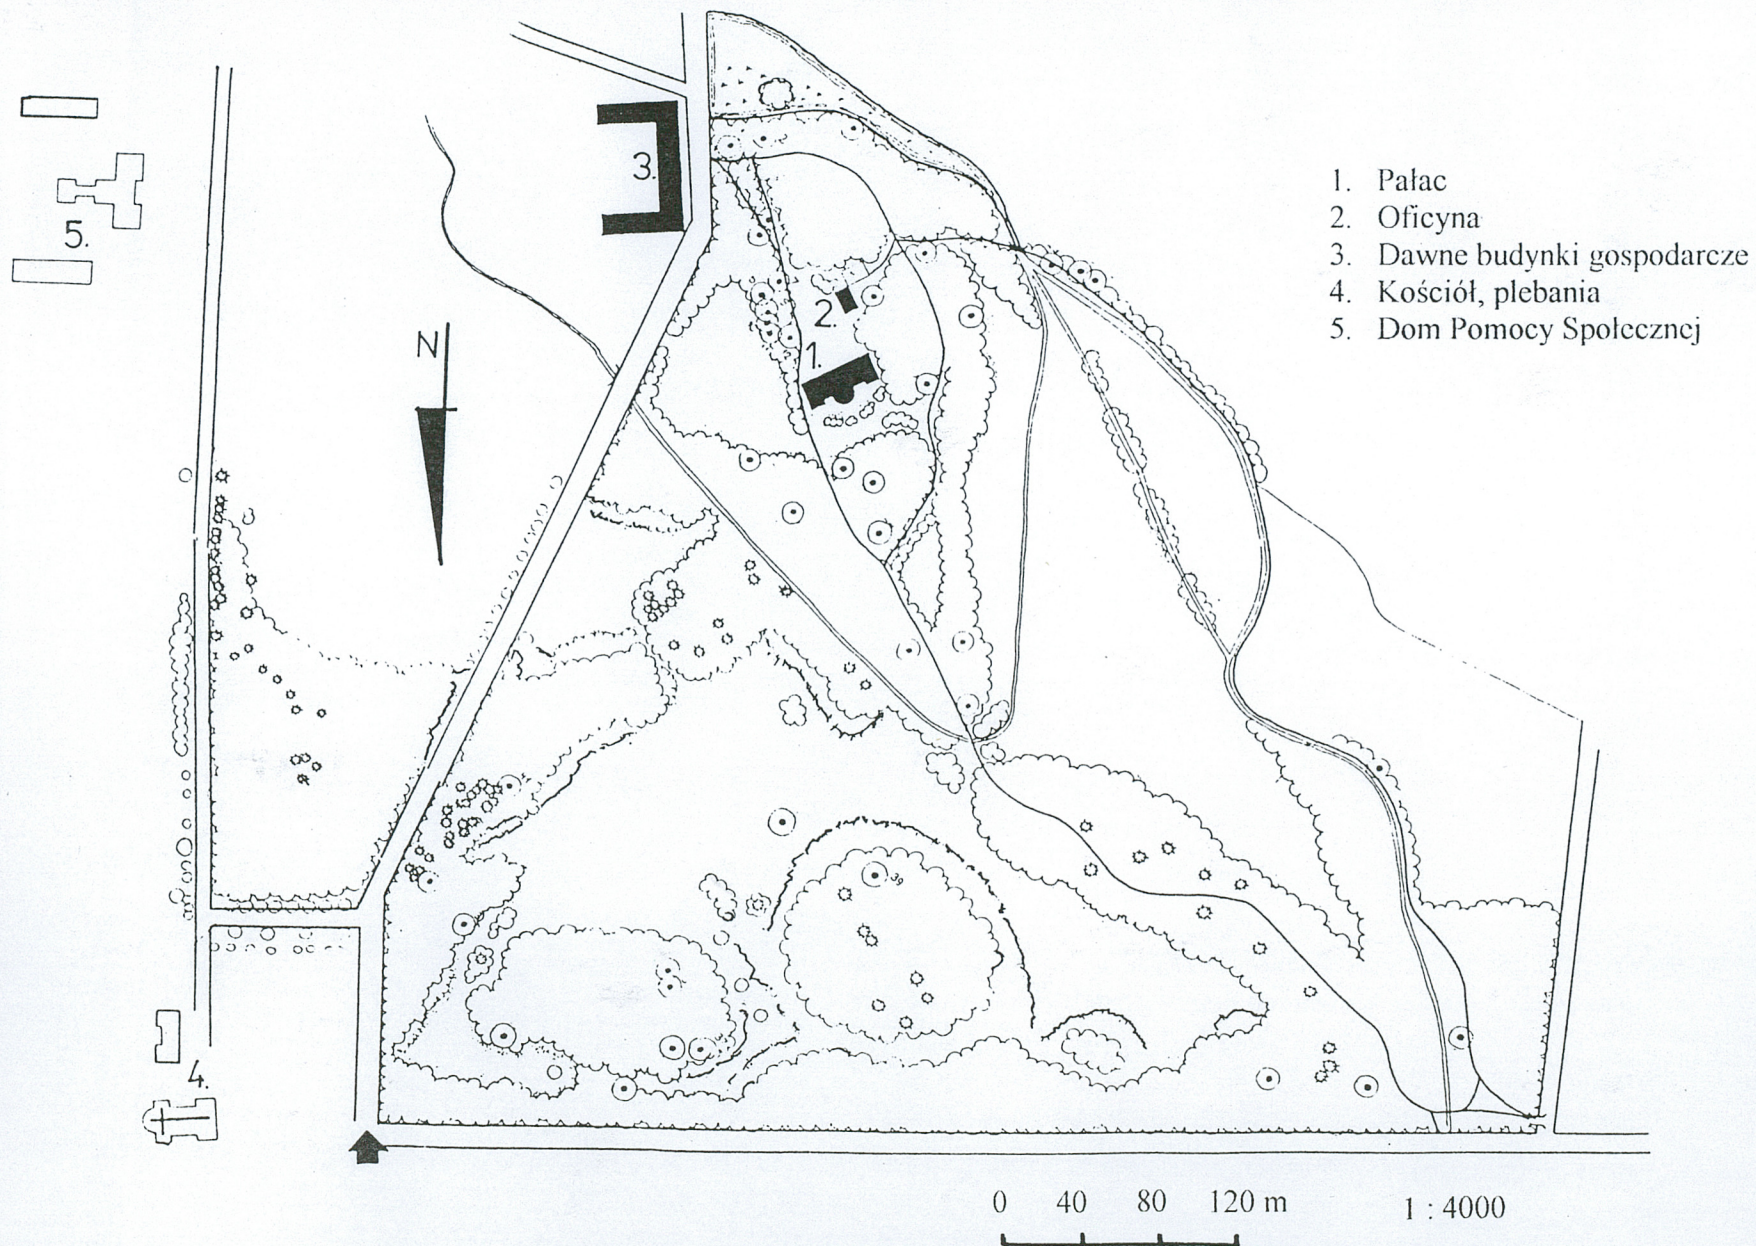 1. Pałac
2. Oficyna
3. Dawne budynki gospodarcze
4. Kościół, plebania
5. Dom Pomocy Społecznej
3.
5.
2.
1.
N
39
4.
0 40 80 120 m
1 : 4000